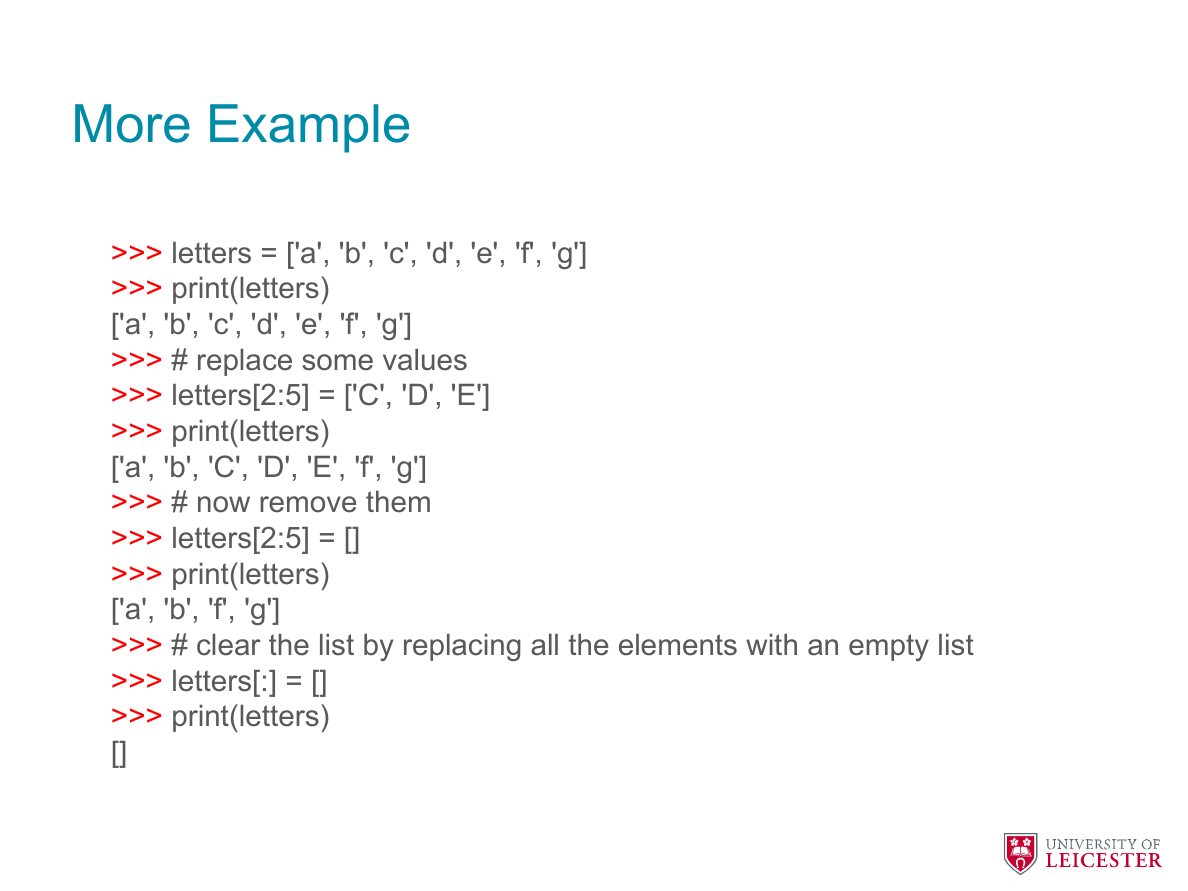 More Example
>>> letters = ['a', 'b', 'c', 'd', 'e', 'f', 'g']
>>> print(letters)
['a', 'b', 'c', 'd', 'e', 'f', 'g']
>>> # replace some values
>>> letters[2:5] = ['C', 'D', 'E']
>>> print(letters)
['a', 'b', 'C', 'D', 'E', 'f', 'g']
>>> # now remove them
>>> letters[2:5] = []
>>> print(letters)
['a', 'b', 'f', 'g']
>>> # clear the list by replacing all the elements with an empty list
>>> letters[:] = []
>>> print(letters)
[]
UNIVERSITY OF
LEICESTER